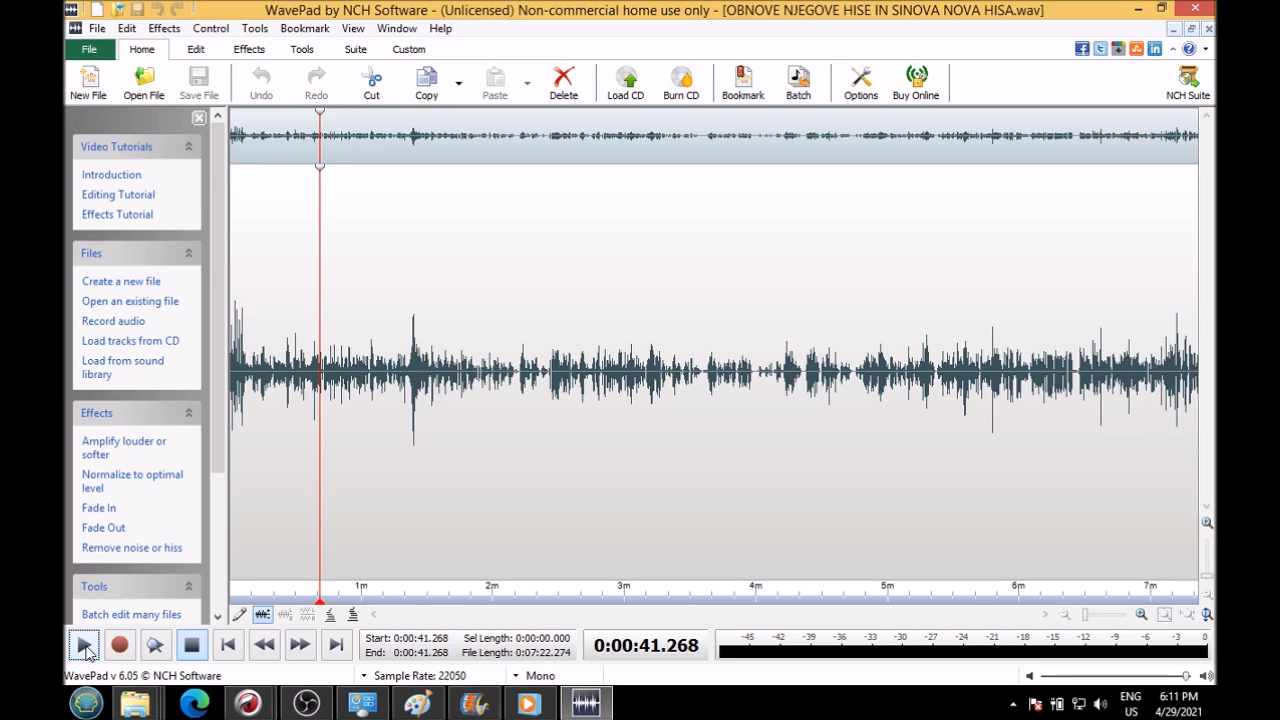 WavePad by NCH Software - (Unlicensed) Non-commercial home use only - [OBNOVE NJEGOVE HISE IN SINOVA NOVA HISA.wav]
File Edit Effects Control Tools Bookmark View Window Help
File Home Edit Effects Tools Suite Custom
New File Open File Save File Undo Redo Cut Copy Paste Delete Load CD Burn CD Bookmark Batch Options Buy Online NCH Suite
Video Tutorials
Introduction
Editing Tutorial
Effects Tutorial
Files
Create a new file
Open an existing file
Record audio
Load tracks from CD
Load from sound
library
Effects
Amplify louder or
softer
Normalize to optimal
level
Fade In
Fade Out
Remove noise or hiss
Tools
Batch edit many files
1m 2m 3m 4m 5m 6m 7m
Start: 0:00:41.268 Sel Length: 0:00:00.000
End: 0:00:41.268 File Length: 0:07:22.274
0:00:41.268
-45 -42 -39 -36 -33 -30 -27 -24 -21 -18 -15 -12 -9 -6 -3 0
WavePad v 6.05 © NCH Software
Sample Rate: 22050
Mono
ENG
US
6:11 PM
4/29/2021